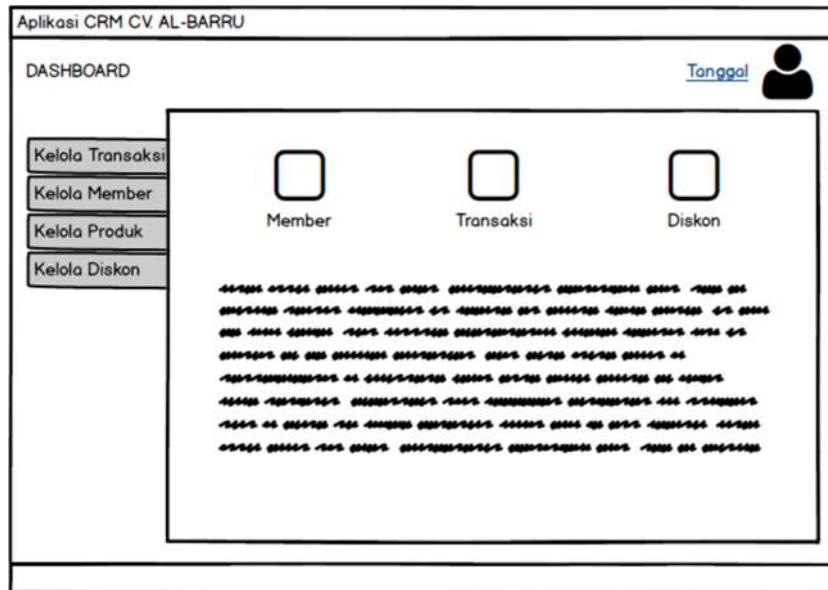 Aplikasi CRM CV. AL-BARRU
DASHBOARD
Tanggal
Kelola Transaksi
Kelola Member
Kelola Produk
Kelola Diskon
Member
Transaksi
Diskon